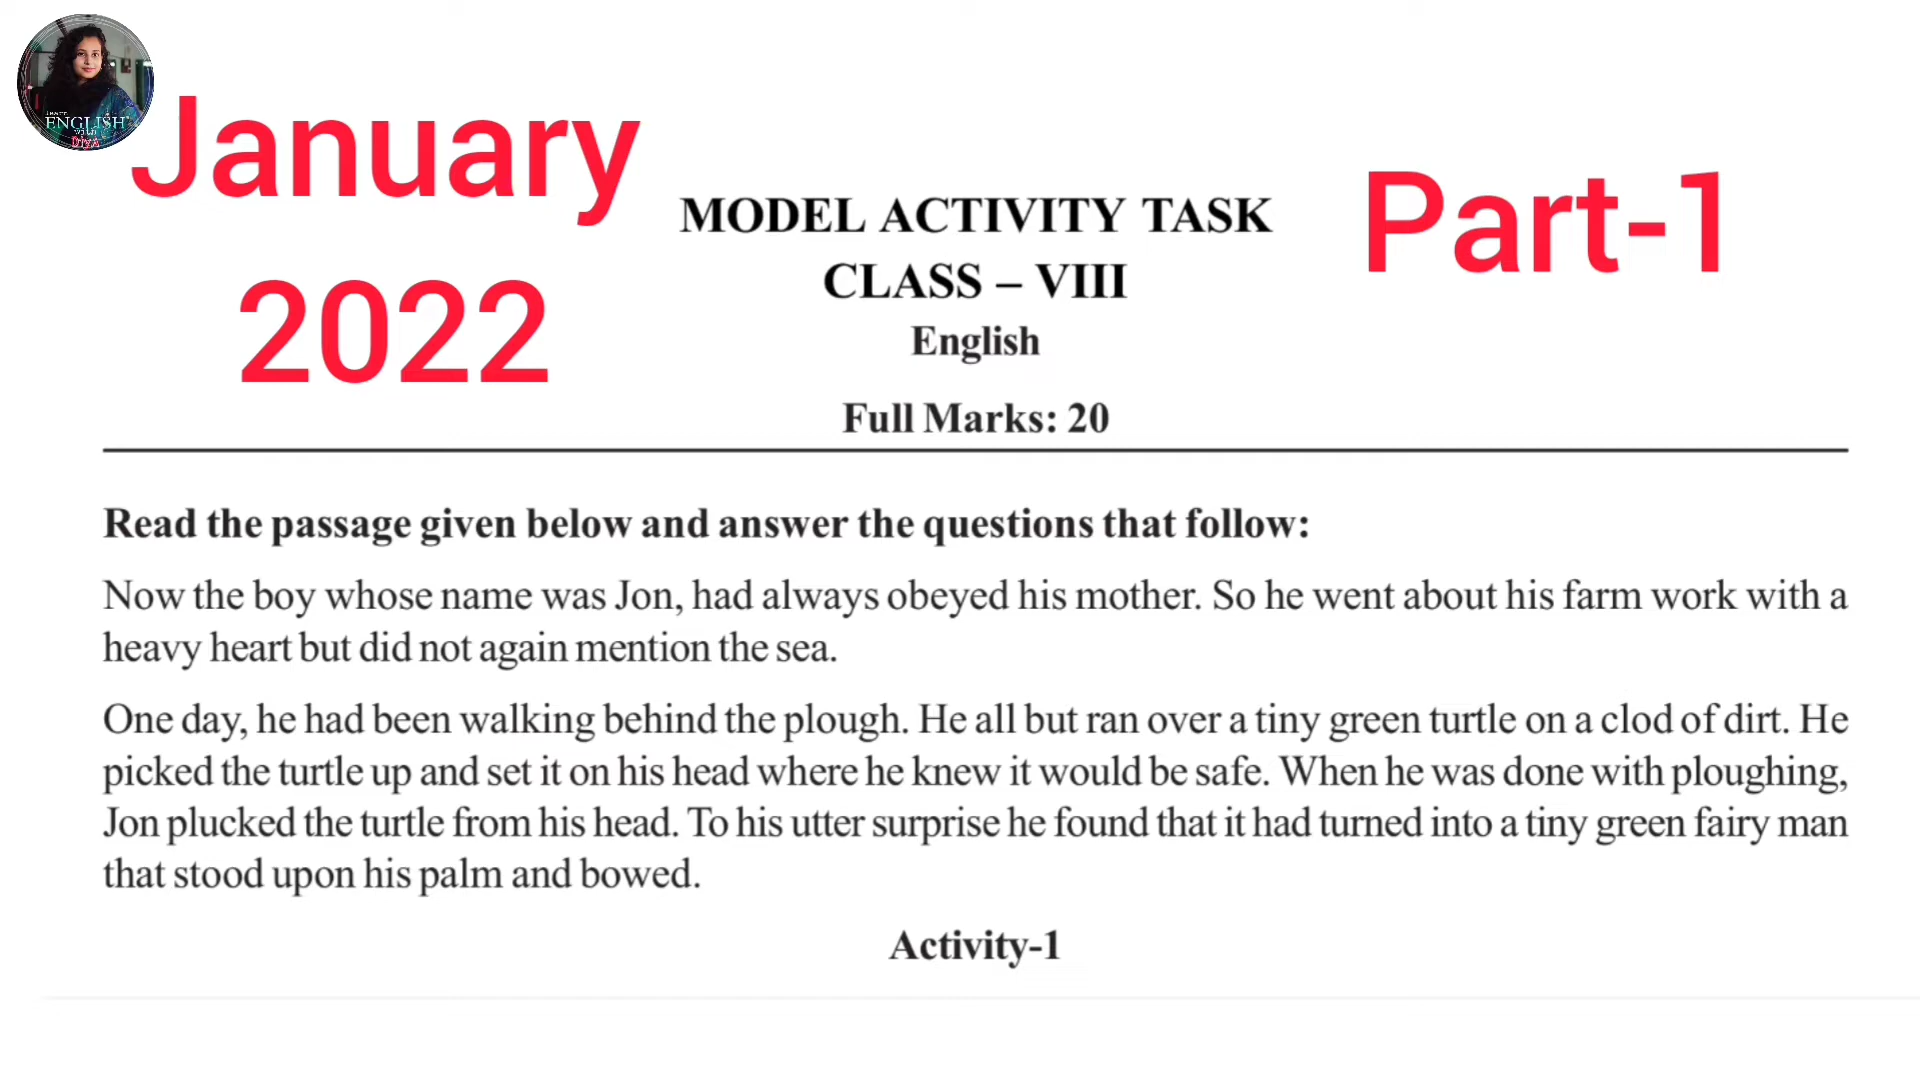 learn
ENGLISH
with
DIYA
January
2022
Part-1
MODEL ACTIVITY TASK
CLASS – VIII
English
Full Marks: 20
Read the passage given below and answer the questions that follow:
Now the boy whose name was Jon, had always obeyed his mother. So he went about his farm work with a
heavy heart but did not again mention the sea.
One day, he had been walking behind the plough. He all but ran over a tiny green turtle on a clod of dirt. He
picked the turtle up and set it on his head where he knew it would be safe. When he was done with ploughing,
Jon plucked the turtle from his head. To his utter surprise he found that it had turned into a tiny green fairy man
that stood upon his palm and bowed.
Activity-1